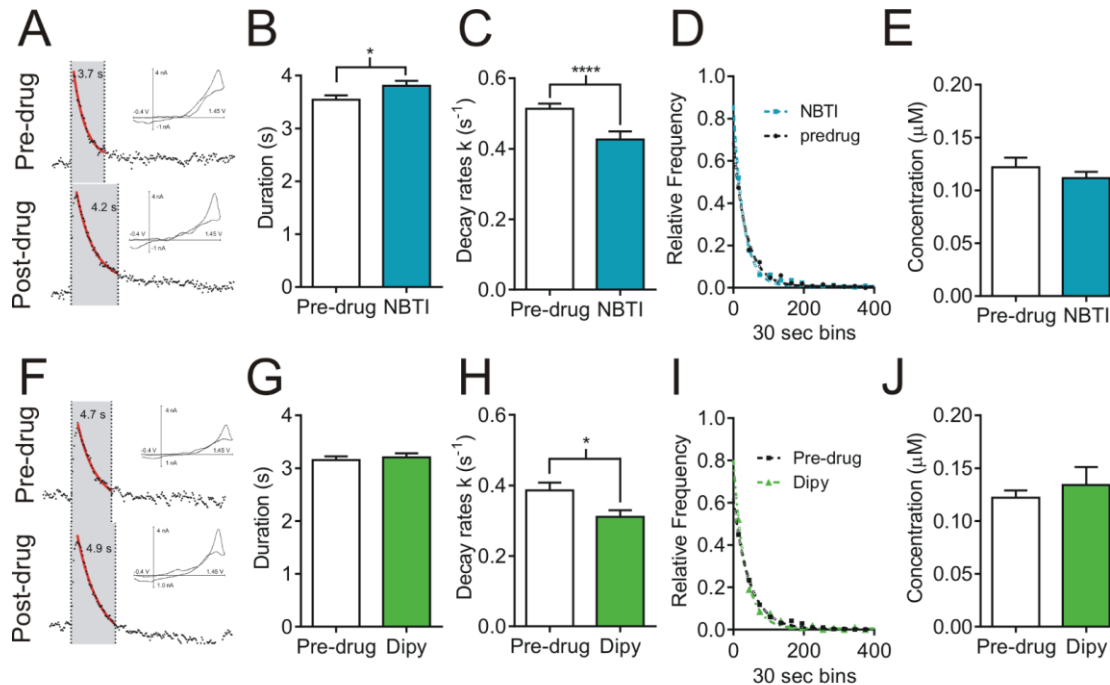 A
Pre-drug
3.7 s
4 nA
-0.4 V
1.45 V
-1 nA
Post-drug
4.2 s
4 nA
-0.4 V
1.45 V
-1 nA
B
*
Duration (s)
4
3
2
1
0
Pre-drug NBTI
C
****
Decay rates k (s⁻¹)
0.6
0.4
0.2
0.0
Pre-drug NBTI
D
NBTI
predrug
Relative Frequency
1.0
0.8
0.6
0.4
0.2
0.0
0 200 400
30 sec bins
E
Concentration (µM)
0.20
0.15
0.10
0.05
0.00
Pre-drug NBTI
F
Pre-drug
4.7 s
4 nA
-0.4 V
1.45 V
1 nA
Post-drug
4.9 s
4 nA
-0.4 V
1.45 V
1.0 nA
G
Duration (s)
4
3
2
1
0
Pre-drug Dipy
H
*
Decay rates k (s⁻¹)
0.6
0.4
0.2
0.0
Pre-drug Dipy
I
Pre-drug
Dipy
Relative Frequency
1.0
0.8
0.6
0.4
0.2
0.0
0 200 400
30 sec bins
J
Concentration (µM)
0.20
0.15
0.10
0.05
0.00
Pre-drug Dipy